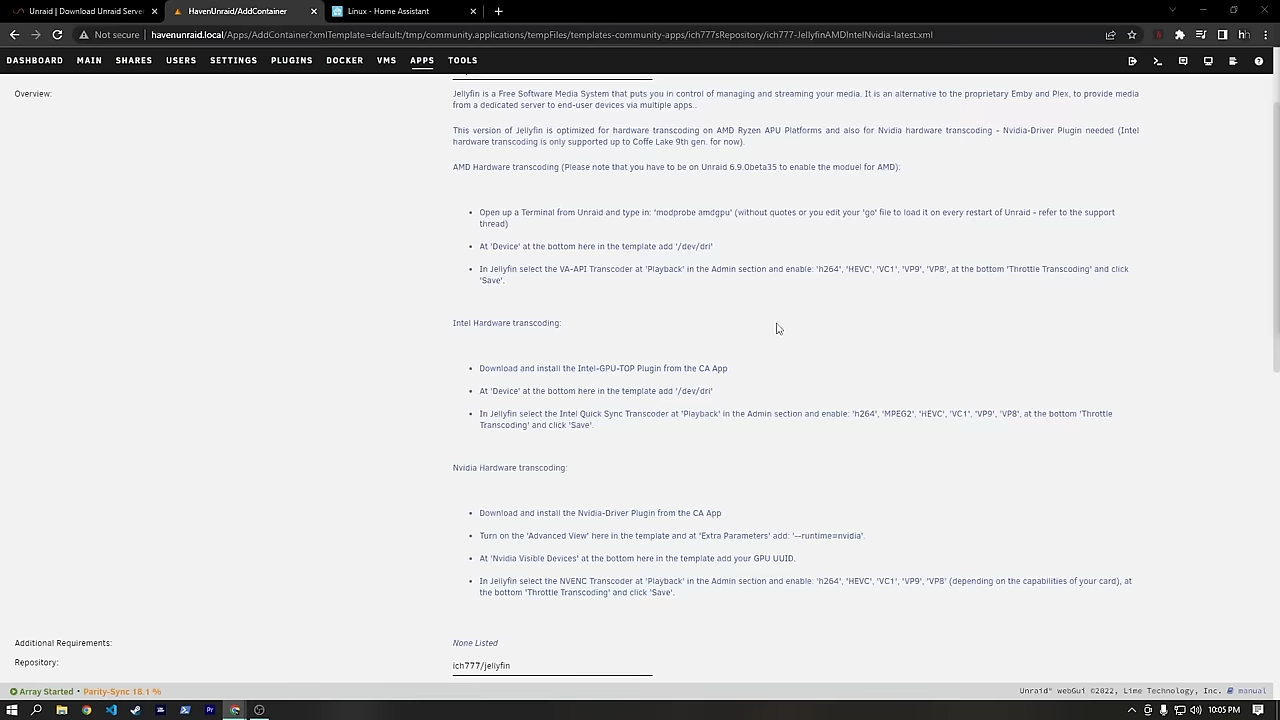 Unraid | Download Unraid Server
HavenUnraid/AddContainer
Linux - Home Assistant
Not secure | havenunraid.local/Apps/AddContainer?xmlTemplate=default:/tmp/community.applications/tempFiles/templates-community-apps/ich777sRepository/ich777-JellyfinAMDIntelNvidia-latest.xml
DASHBOARD MAIN SHARES USERS SETTINGS PLUGINS DOCKER VMS APPS TOOLS
Overview:
Jellyfin is a Free Software Media System that puts you in control of managing and streaming your media. It is an alternative to the proprietary Emby and Plex, to provide media
from a dedicated server to end-user devices via multiple apps..
This version of Jellyfin is optimized for hardware transcoding on AMD Ryzen APU Platforms and also for Nvidia hardware transcoding - Nvidia-Driver Plugin needed (Intel
hardware transcoding is only supported up to Coffe Lake 9th gen. for now).
AMD Hardware transcoding (Please note that you have to be on Unraid 6.9.0beta35 to enable the moduel for AMD):
• Open up a Terminal from Unraid and type in: 'modprobe amdgpu' (without quotes or you edit your 'go' file to load it on every restart of Unraid - refer to the support
thread)
• At 'Device' at the bottom here in the template add '/dev/dri'
• In Jellyfin select the VA-API Transcoder at 'Playback' in the Admin section and enable: 'h264', 'HEVC', 'VC1', 'VP9', 'VP8', at the bottom 'Throttle Transcoding' and click
'Save'.
Intel Hardware transcoding:
• Download and install the Intel-GPU-TOP Plugin from the CA App
• At 'Device' at the bottom here in the template add '/dev/dri'
• In Jellyfin select the Intel Quick Sync Transcoder at 'Playback' in the Admin section and enable: 'h264', 'MPEG2', 'HEVC', 'VC1', 'VP9', 'VP8', at the bottom 'Throttle
Transcoding' and click 'Save'.
Nvidia Hardware transcoding:
• Download and install the Nvidia-Driver Plugin from the CA App
• Turn on the 'Advanced View' here in the template and at 'Extra Parameters' add: '--runtime=nvidia'.
• At 'Nvidia Visible Devices' at the bottom here in the template add your GPU UUID.
• In Jellyfin select the NVENC Transcoder at 'Playback' in the Admin section and enable: 'h264', 'HEVC', 'VC1', 'VP9', 'VP8' (depending on the capabilities of your card), at
the bottom 'Throttle Transcoding' and click 'Save'.
Additional Requirements: None Listed
Repository: ich777/jellyfin
Array Started • Parity-Sync 18.1 % Unraid® webGui ©2022, Lime Technology, Inc. manual
10:05 PM